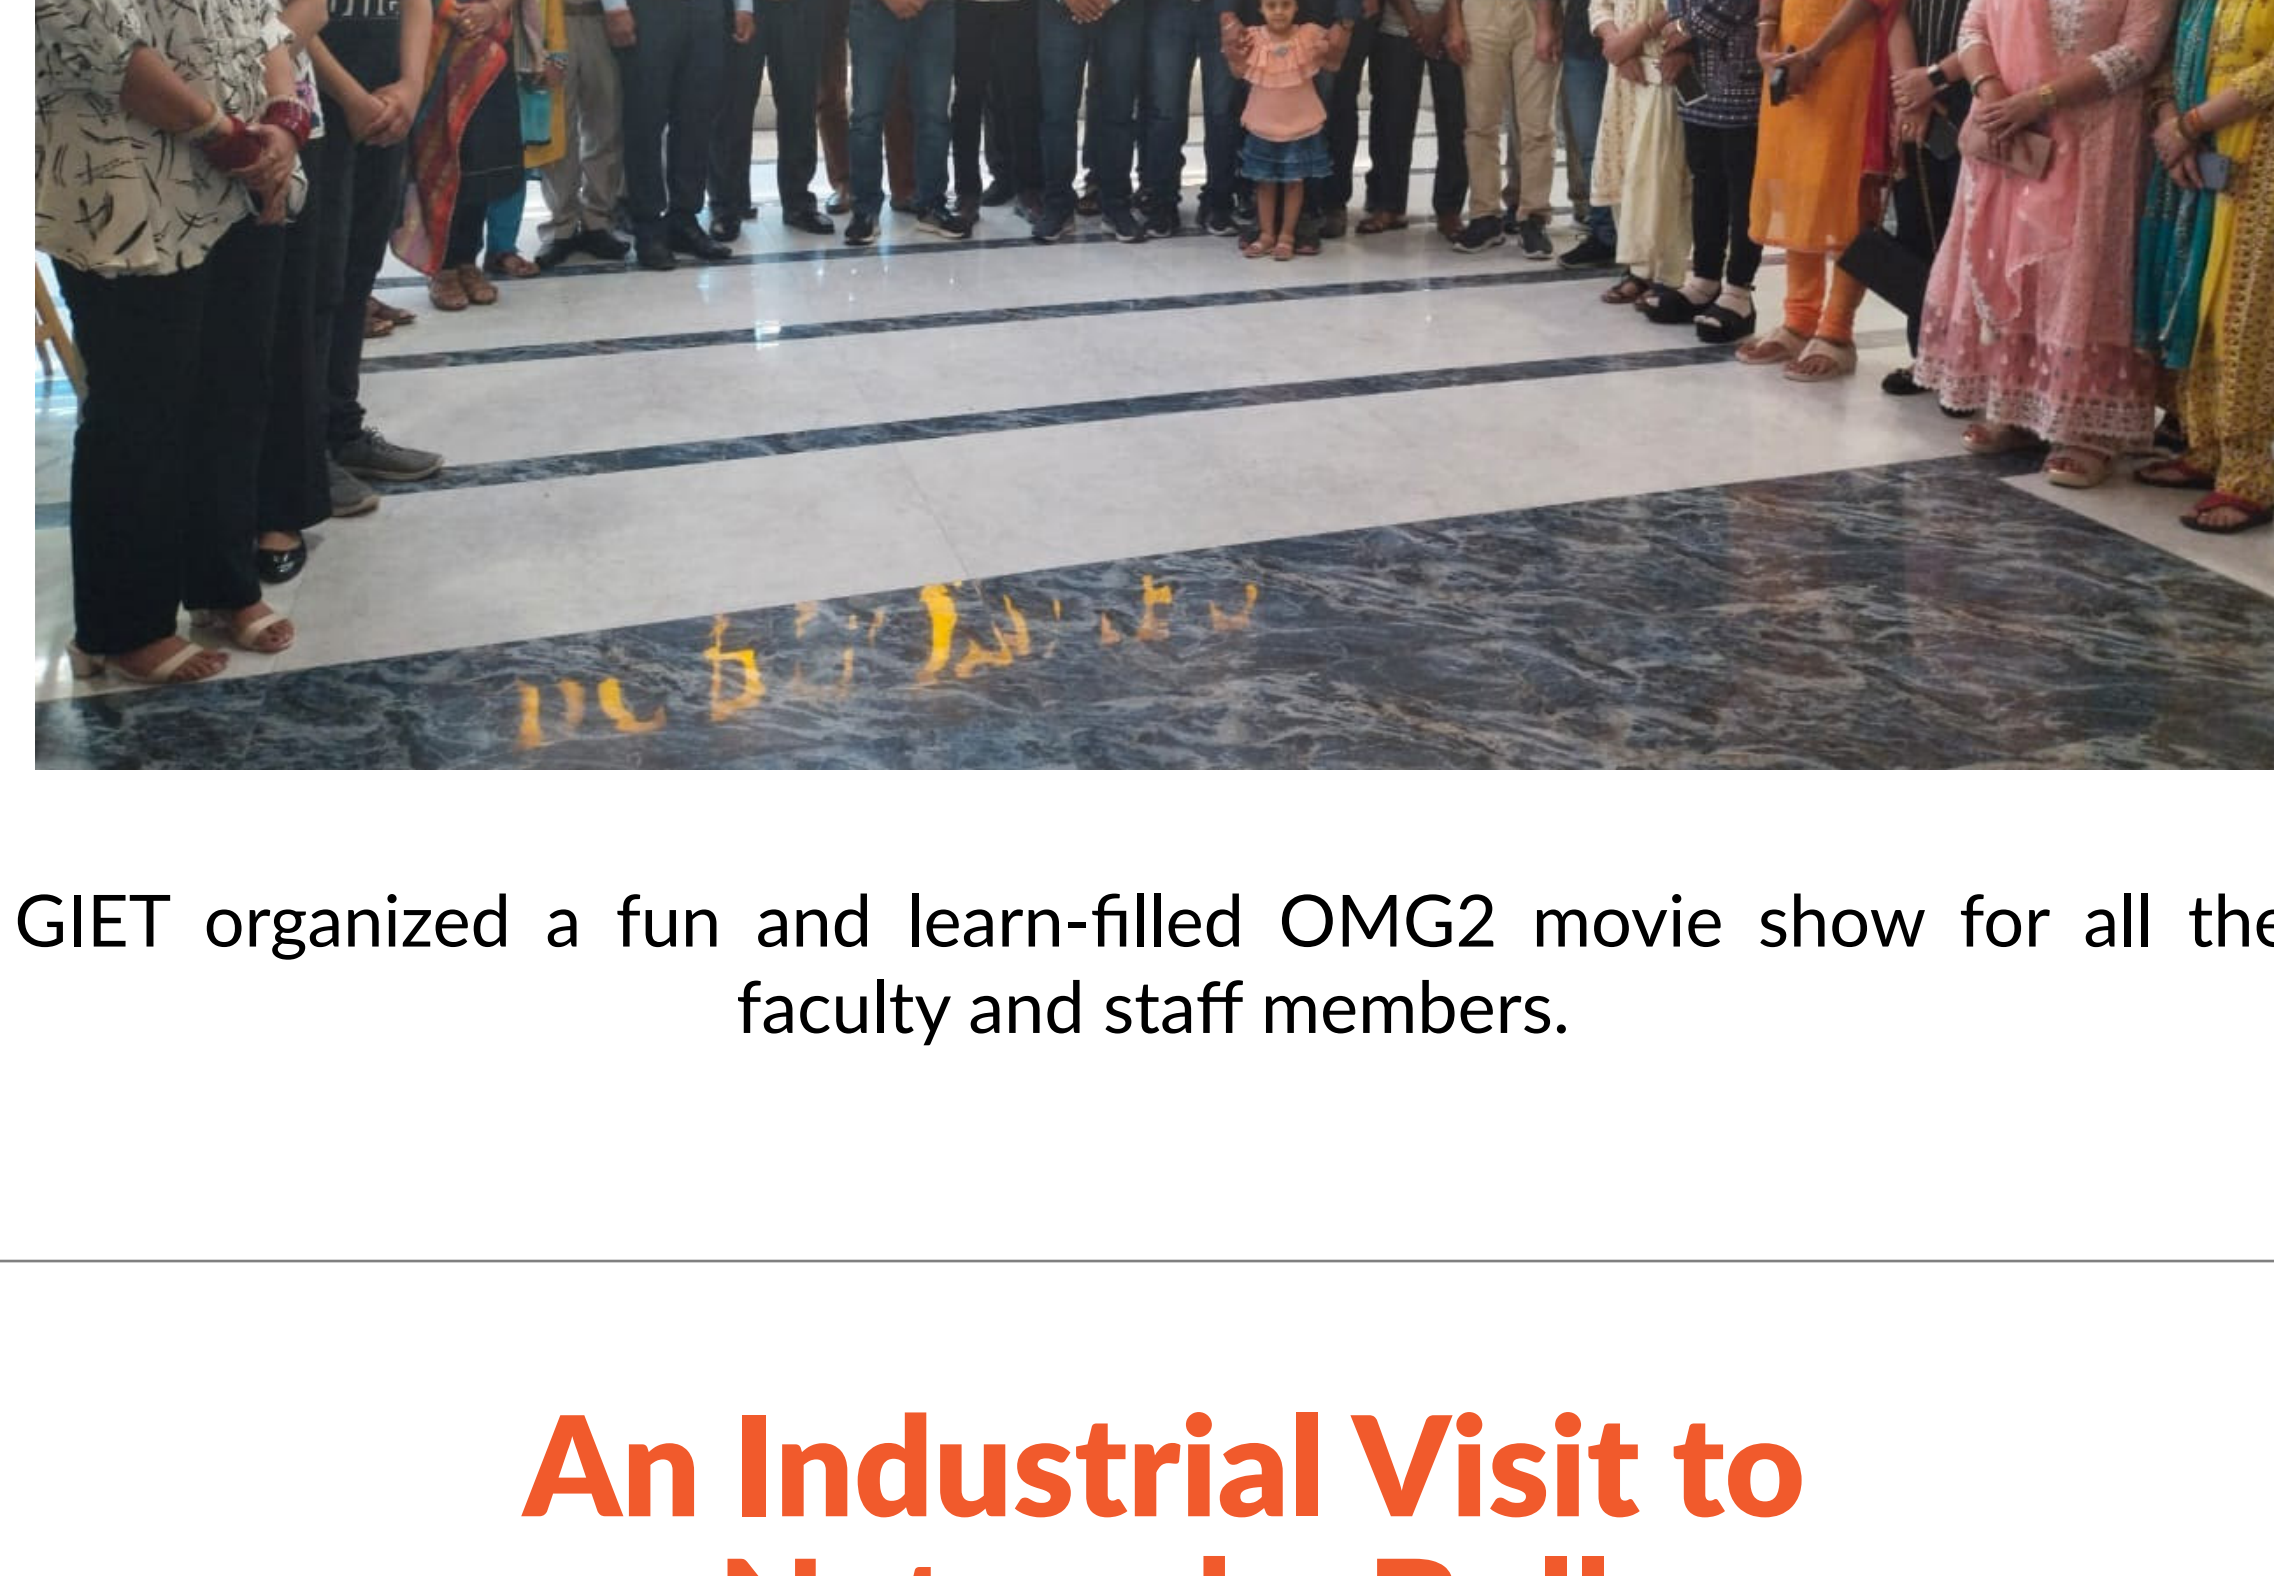 GIET organized a fun and learn-filled OMG2 movie show for all the
faculty and staff members.
An Industrial Visit to